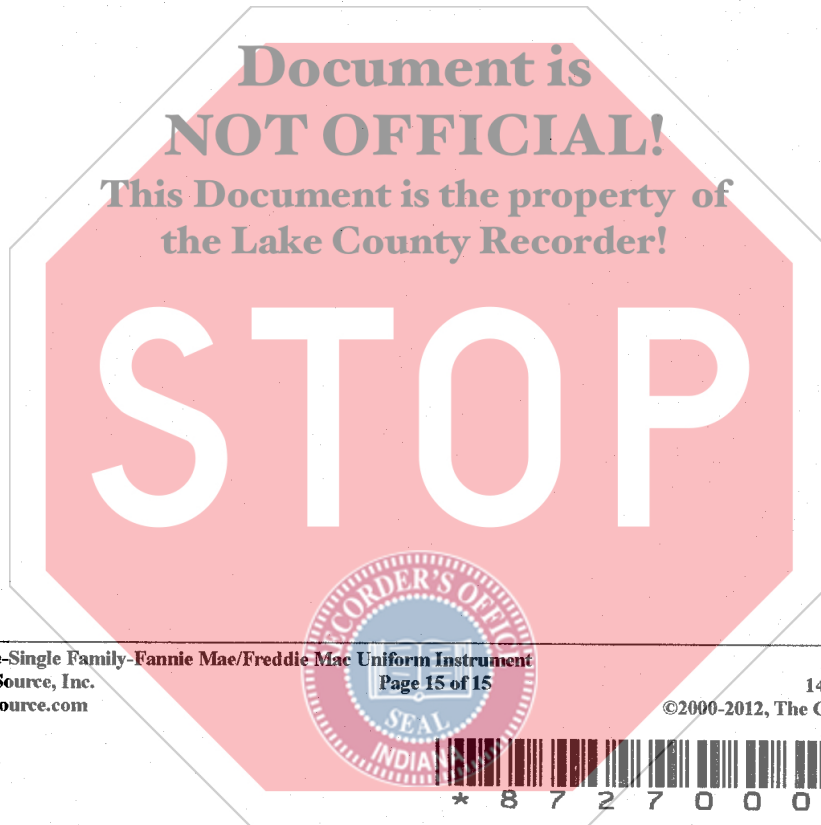 Document is
NOT OFFICIAL!
This Document is the property of
the Lake County Recorder!
STOP
RECORDER'S OFFICE
SEAL
INDIANA
-Single Family-Fannie Mae/Freddie Mac Uniform Instrument
Source, Inc. Page 15 of 15 14
ource.com ©2000-2012, The
* 8 7 2 7 0 0 0